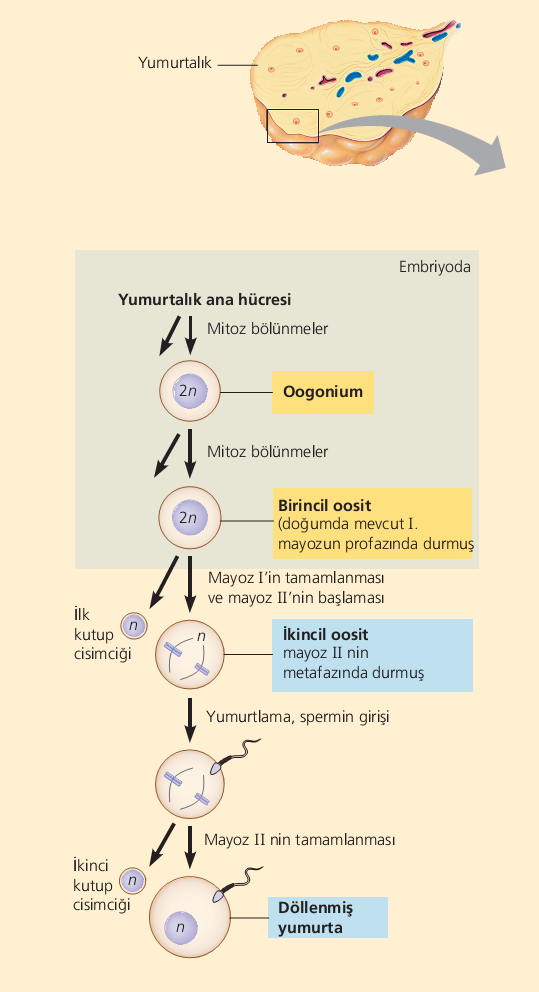 Yumurtalık
Embriyoda
Yumurtalık ana hücresi
Mitoz bölünmeler
2n
Oogonium
Mitoz bölünmeler
2n
Birincil oosit
(doğumda mevcut I.
mayozun profazında durmuş
Mayoz I'in tamamlanması
ve mayoz II'nin başlaması
İlk
kutup
cisimciği
n
n
İkincil oosit
mayoz II nin
metafazında durmuş
Yumurtlama, spermin girişi
Mayoz II nin tamamlanması
İkinci
kutup
cisimciği
n
n
Döllenmiş
yumurta